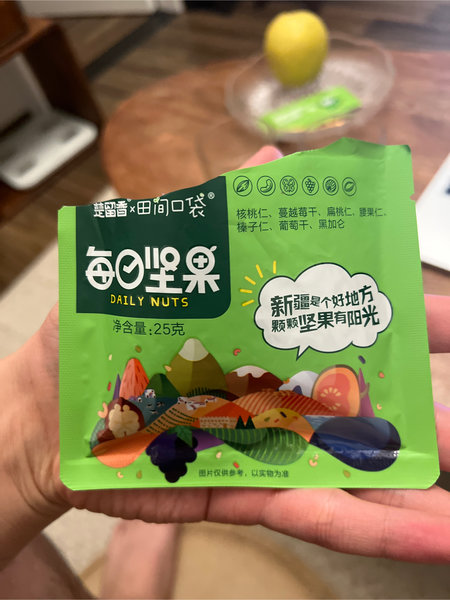 楚留香×田间口袋®
每日坚果
DAILY NUTS
净含量:25克
核桃仁、蔓越莓干、扁桃仁、腰果仁、
榛子仁、葡萄干、黑加仑
新疆是个好地方
颗颗坚果有阳光
图片仅供参考，以实物为准